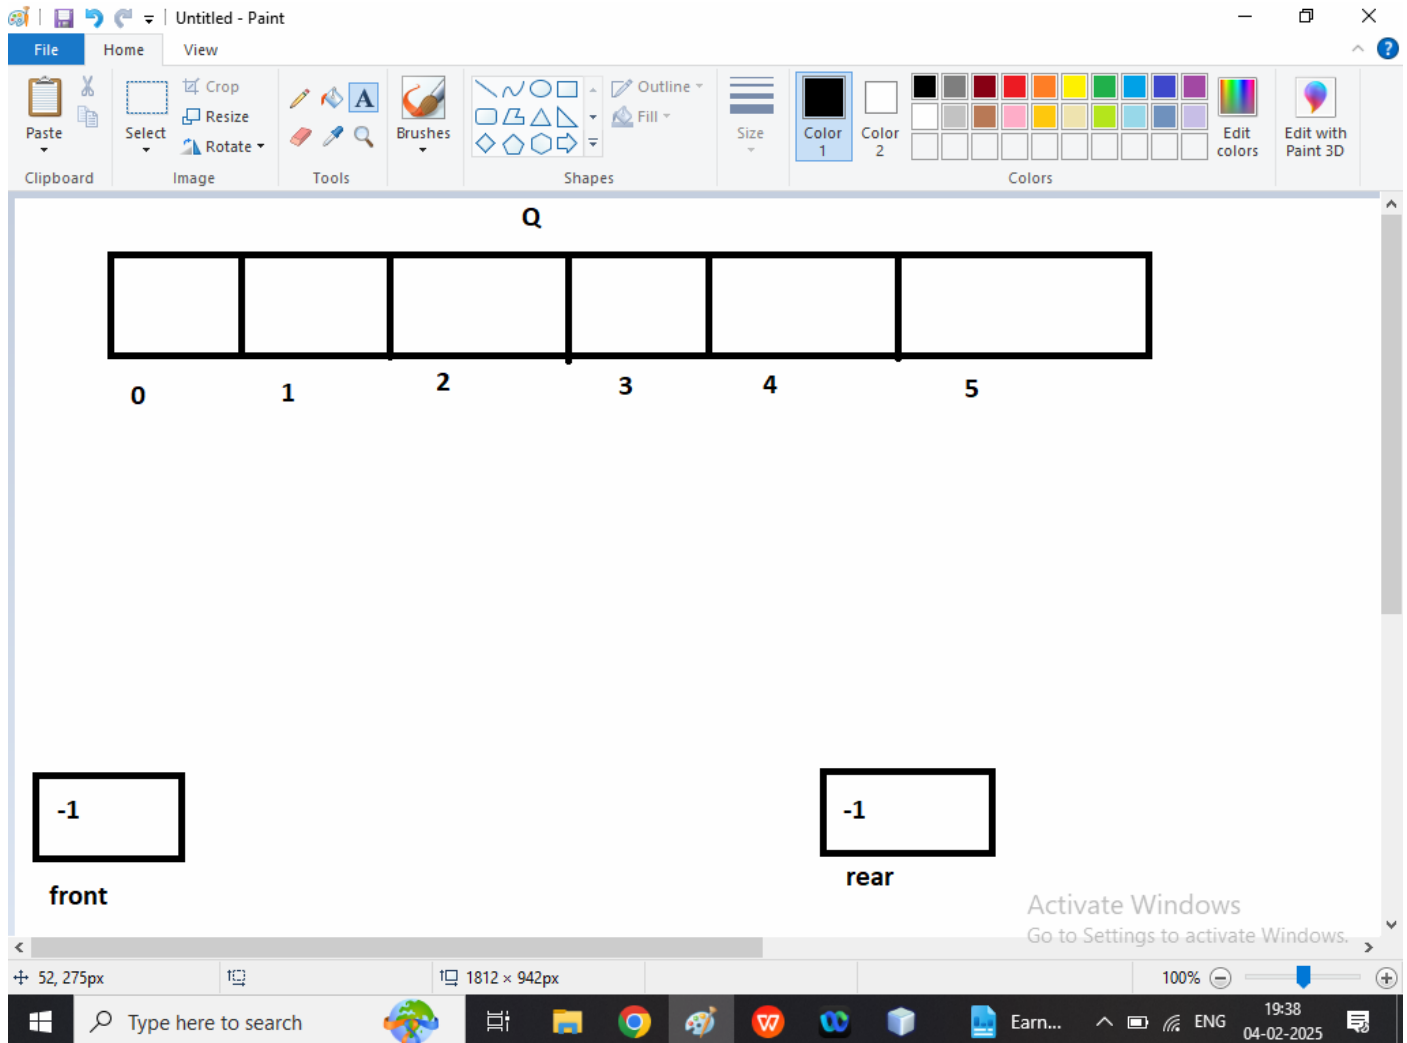 Untitled - Paint
File Home View
Paste
Clipboard
Select
Crop
Resize
Rotate
Image
A
Tools
Brushes
Outline
Fill
Shapes
Size
Color 1
Color 2
Edit colors
Colors
Edit with Paint 3D
?
Q
0 1 2 3 4 5
-1
front
-1
rear
Activate Windows
Go to Settings to activate Windows.
52, 275px
1812 × 942px
100%
Type here to search
W
Earn...
ENG
19:38
04-02-2025